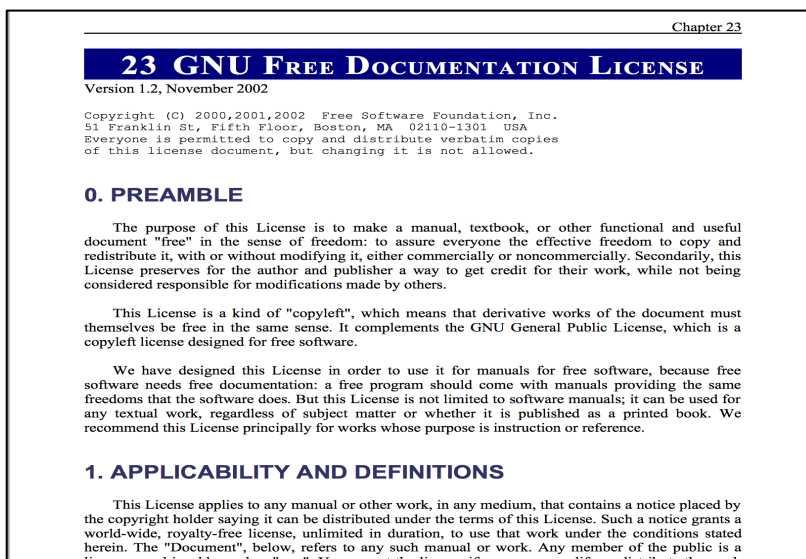 Chapter 23
23 GNU FREE DOCUMENTATION LICENSE
Version 1.2, November 2002
Copyright (C) 2000,2001,2002 Free Software Foundation, Inc.
51 Franklin St, Fifth Floor, Boston, MA 02110-1301 USA
Everyone is permitted to copy and distribute verbatim copies
of this license document, but changing it is not allowed.
0. PREAMBLE
The purpose of this License is to make a manual, textbook, or other functional and useful
document "free" in the sense of freedom: to assure everyone the effective freedom to copy and
redistribute it, with or without modifying it, either commercially or noncommercially. Secondarily, this
License preserves for the author and publisher a way to get credit for their work, while not being
considered responsible for modifications made by others.
This License is a kind of "copyleft", which means that derivative works of the document must
themselves be free in the same sense. It complements the GNU General Public License, which is a
copyleft license designed for free software.
We have designed this License in order to use it for manuals for free software, because free
software needs free documentation: a free program should come with manuals providing the same
freedoms that the software does. But this License is not limited to software manuals; it can be used for
any textual work, regardless of subject matter or whether it is published as a printed book. We
recommend this License principally for works whose purpose is instruction or reference.
1. APPLICABILITY AND DEFINITIONS
This License applies to any manual or other work, in any medium, that contains a notice placed by
the copyright holder saying it can be distributed under the terms of this License. Such a notice grants a
world-wide, royalty-free license, unlimited in duration, to use that work under the conditions stated
herein. The "Document", below, refers to any such manual or work. Any member of the public is a